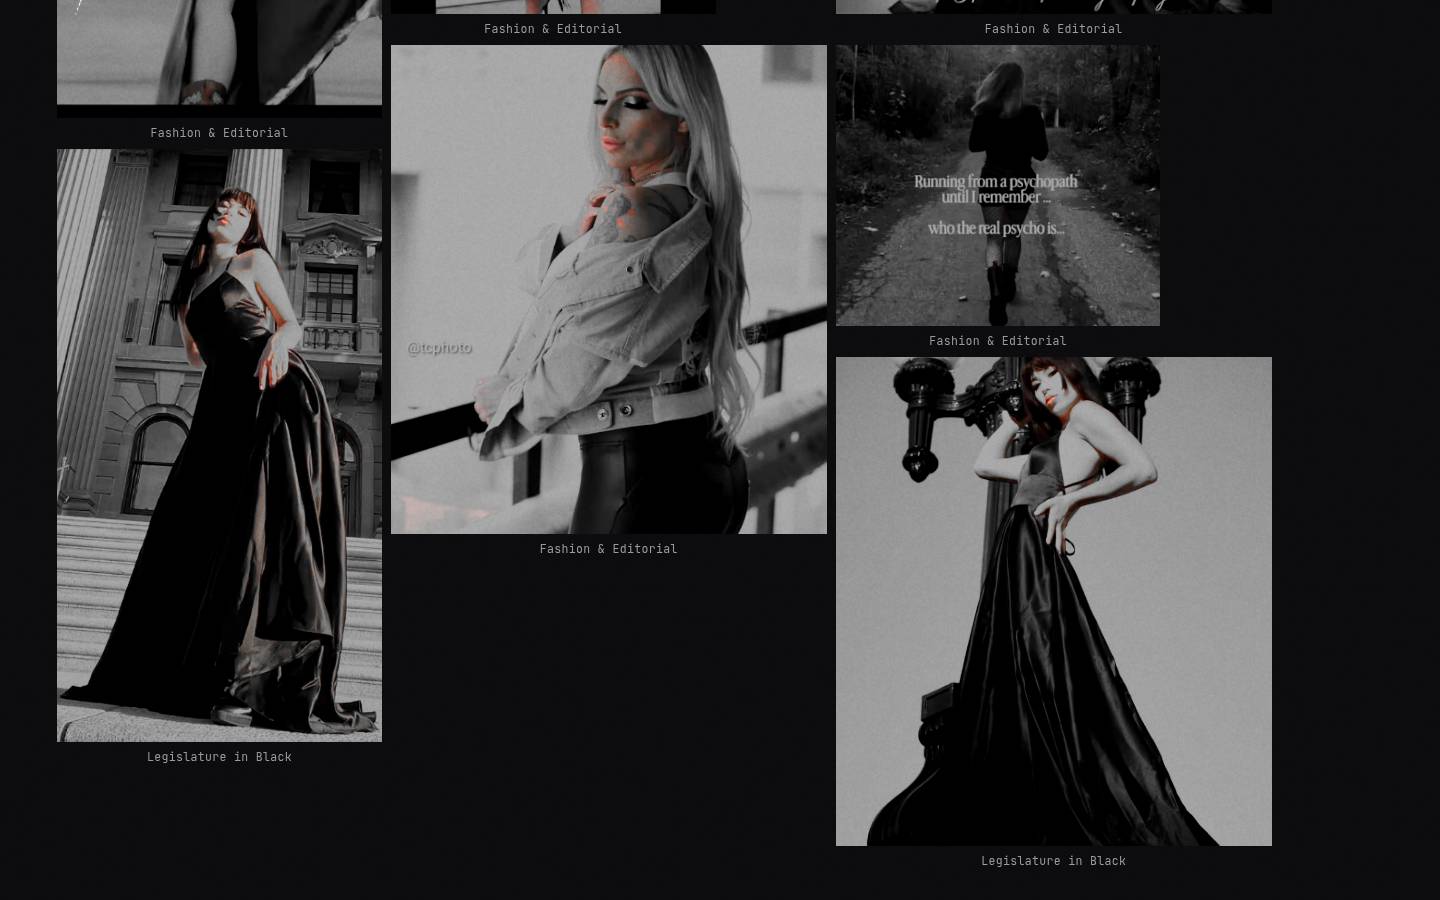 Fashion & Editorial
Fashion & Editorial
Fashion & Editorial
Legislature in Black
@tcphoto
Fashion & Editorial
Running from a psychopath
until I remember ...
who the real psycho is...
Fashion & Editorial
Legislature in Black